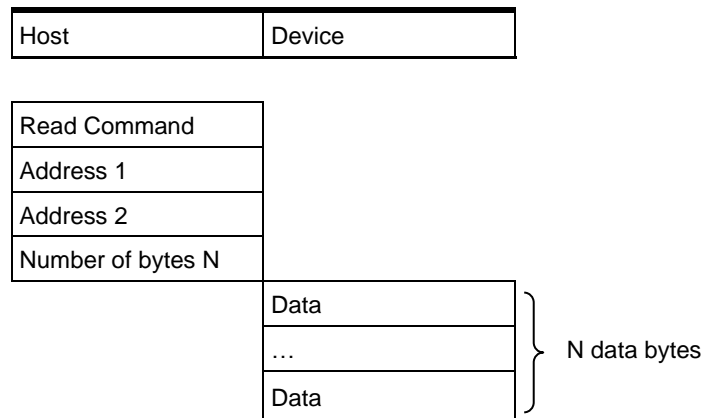 Host Device
Read Command
Address 1
Address 2
Number of bytes N
Data
…
N data bytes
Data